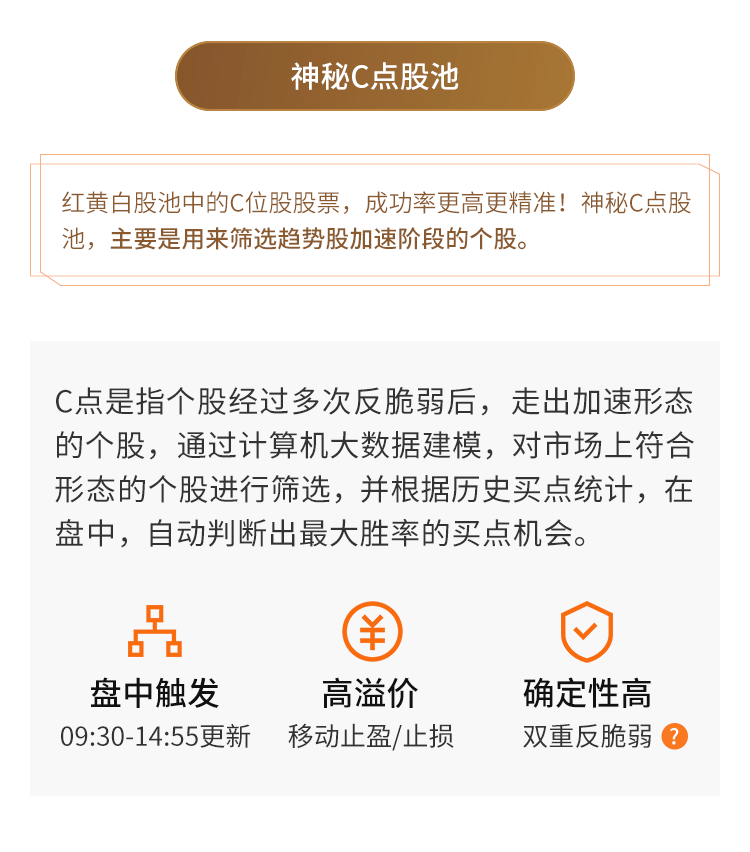 神秘C点股池
红黄白股池中的C位股股票，成功率更高更精准！神秘C点股
池，主要是用来筛选趋势股加速阶段的个股。
C点是指个股经过多次反脆弱后，走出加速形态
的个股，通过计算机大数据建模，对市场上符合
形态的个股进行筛选，并根据历史买点统计，在
盘中，自动判断出最大胜率的买点机会。
盘中触发 高溢价 确定性高
09:30-14:55更新 移动止盈/止损 双重反脆弱 ?